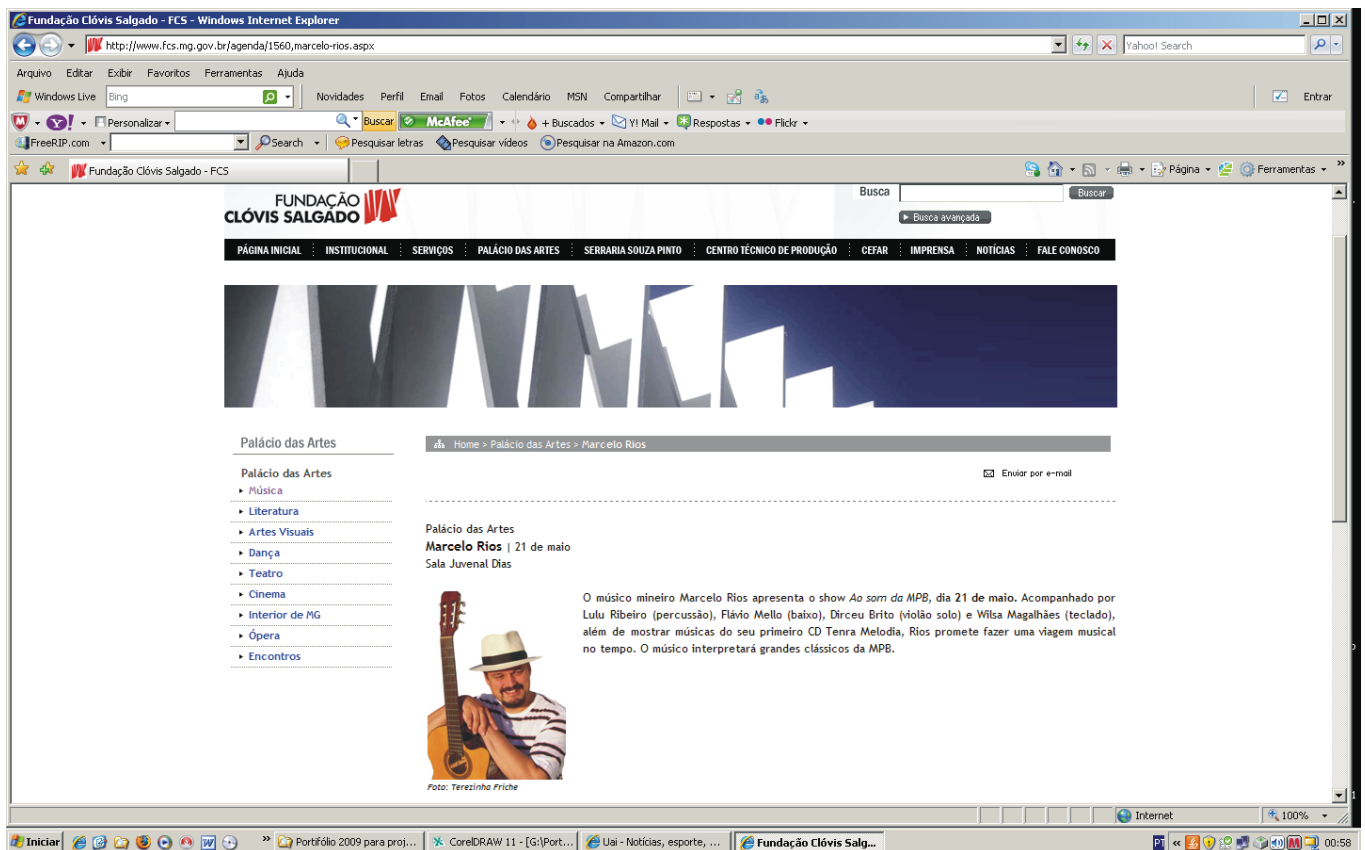 Fundação Clóvis Salgado - FCS - Windows Internet Explorer
http://www.fcs.mg.gov.br/agenda/1560,marcelo-rios.aspx
Yahoo! Search
Arquivo Editar Exibir Favoritos Ferramentas Ajuda
Windows Live Bing Novidades Perfil Email Fotos Calendário MSN Compartilhar Entrar
Personalizar Buscar McAfee + Buscados Y! Mail Respostas Flickr
FreeRIP.com Search Pesquisar letras Pesquisar vídeos Pesquisar na Amazon.com
Fundação Clóvis Salgado - FCS Página Ferramentas
FUNDAÇÃO
CLÓVIS SALGADO
Busca Buscar
Busca avançada
PÁGINA INICIAL INSTITUCIONAL SERVIÇOS PALÁCIO DAS ARTES SERRARIA SOUZA PINTO CENTRO TÉCNICO DE PRODUÇÃO CEFAR IMPRENSA NOTÍCIAS FALE CONOSCO
Palácio das Artes
Palácio das Artes
Música
Literatura
Artes Visuais
Dança
Teatro
Cinema
Interior de MG
Ópera
Encontros
Home > Palácio das Artes > Marcelo Rios
Enviar por e-mail
Palácio das Artes
Marcelo Rios | 21 de maio
Sala Juvenal Dias
O músico mineiro Marcelo Rios apresenta o show Ao som da MPB, dia 21 de maio. Acompanhado por
Lulu Ribeiro (percussão), Flávio Mello (baixo), Dirceu Brito (violão solo) e Wilsa Magalhães (teclado),
além de mostrar músicas do seu primeiro CD Tenra Melodia, Rios promete fazer uma viagem musical
no tempo. O músico interpretará grandes clássicos da MPB.
Foto: Terezinha Friche
Internet 100%
Iniciar Portifólio 2009 para proj... CorelDRAW 11 - [G:\Port... Uai - Notícias, esporte, ... Fundação Clóvis Salg... PT 00:58